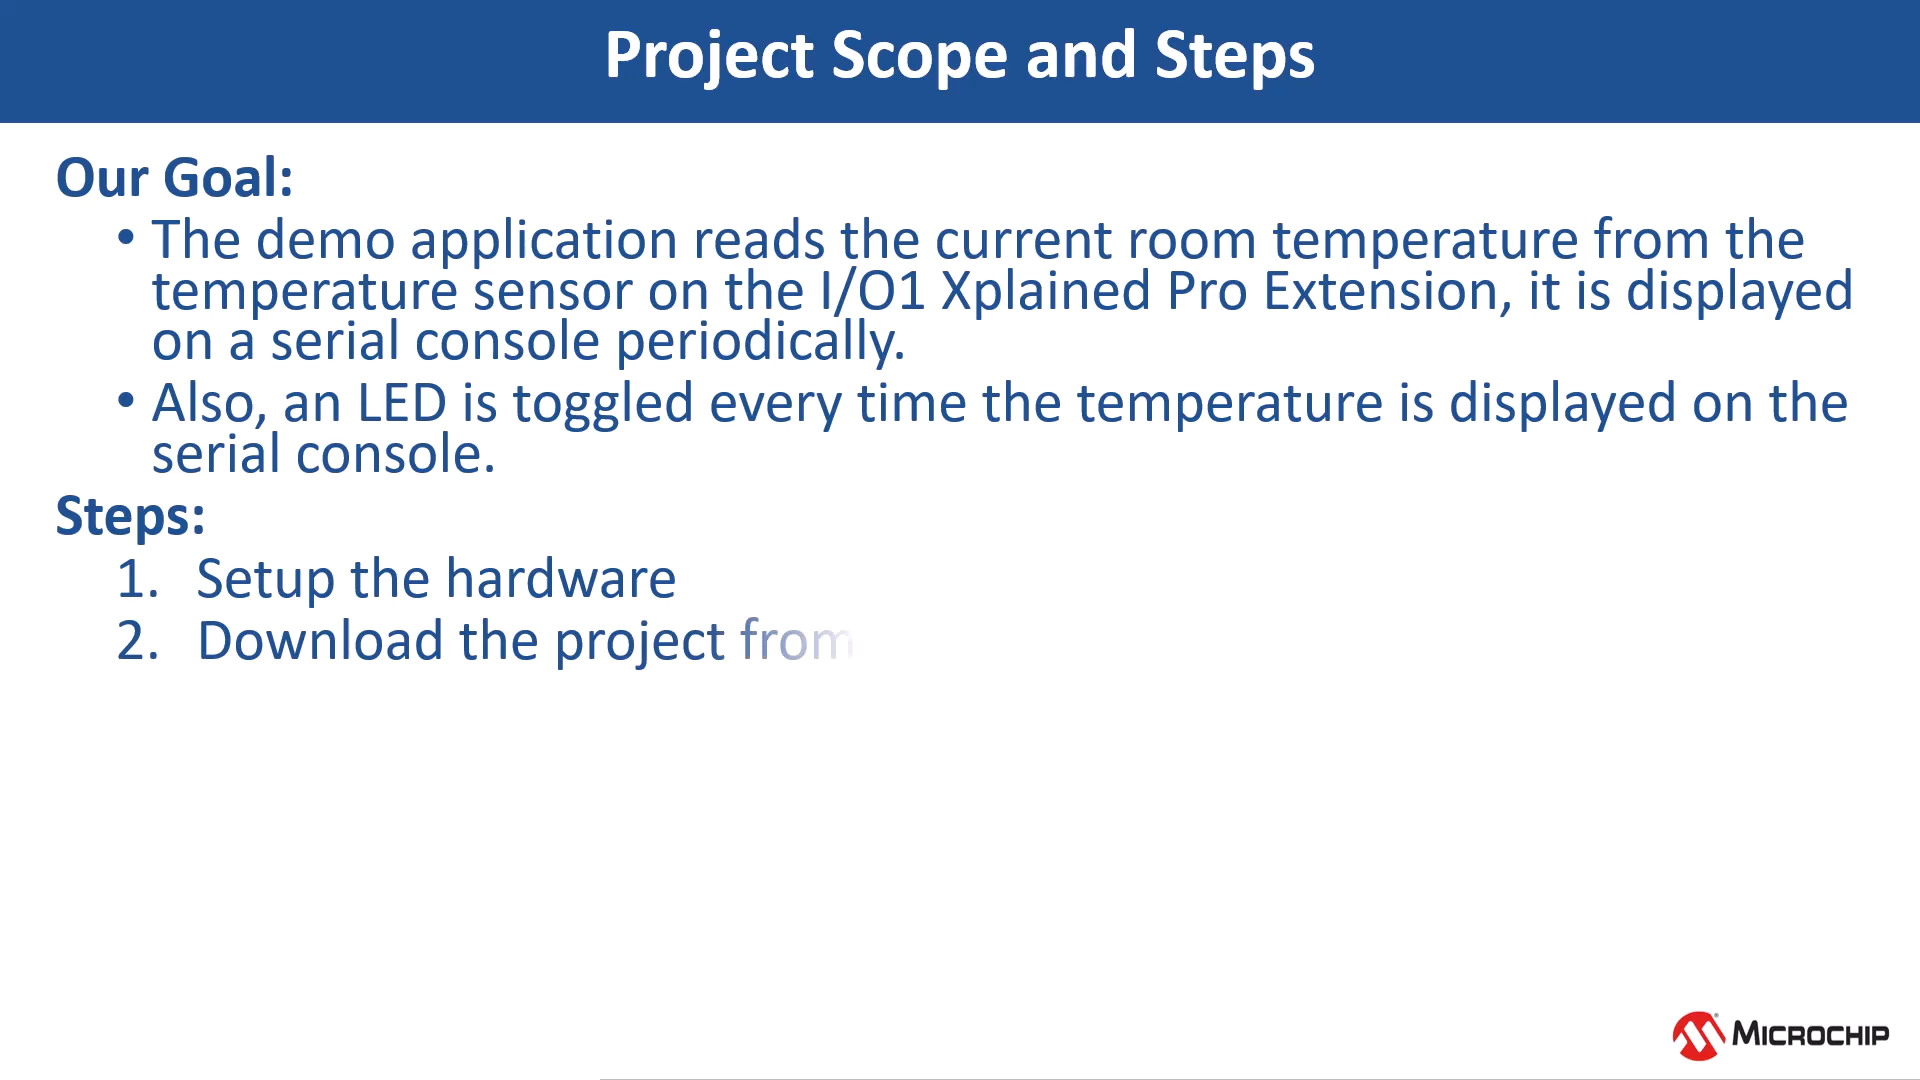 Project Scope and Steps
Our Goal:
• The demo application reads the current room temperature from the
temperature sensor on the I/O1 Xplained Pro Extension, it is displayed
on a serial console periodically.
• Also, an LED is toggled every time the temperature is displayed on the
serial console.
Steps:
1. Setup the hardware
2. Download the project from
MICROCHIP